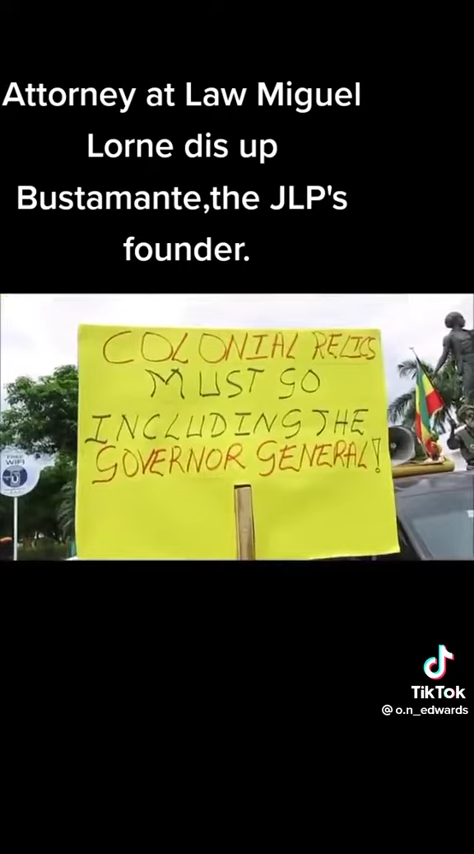 Attorney at Law Miguel
Lorne dis up
Bustamante,the JLP's
founder.
COLONIAL RELICS
MUST GO
INCLUDING THE
GOVERNOR GENERAL!
FREE
WIFI
TikTok
@o.n_edwards